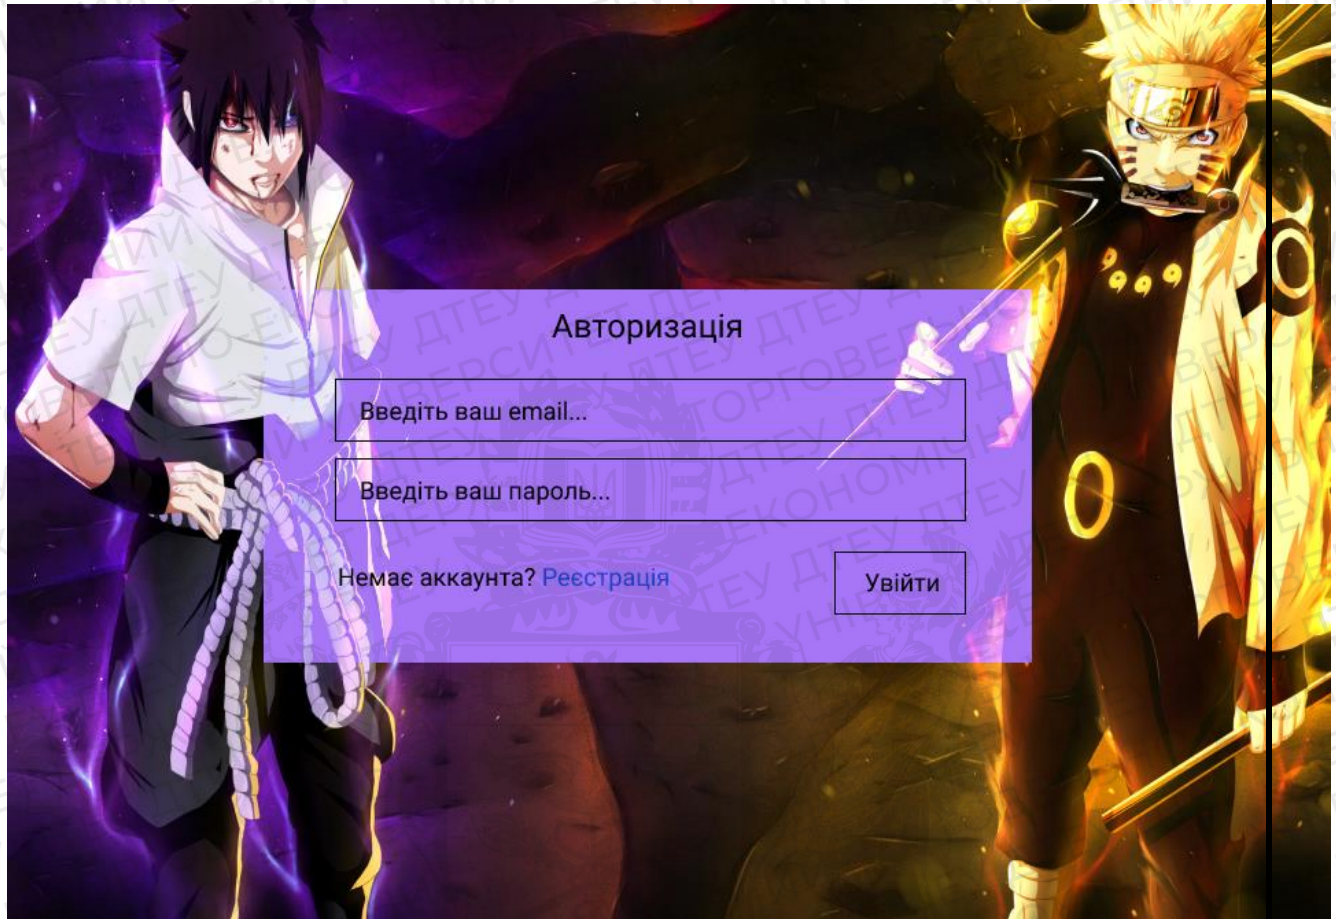 Авторизація
Введіть ваш email...
Введіть ваш пароль...
Немає аккаунта? Реєстрація
Увійти